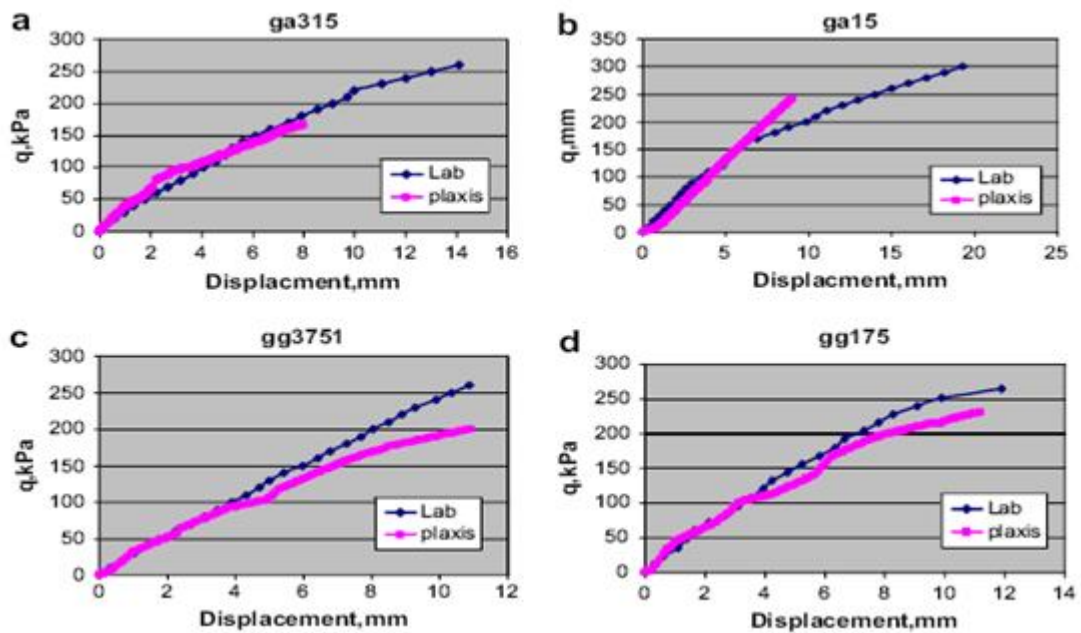 a
ga315
300
250
200
150
100
50
0
q,kPa
0 2 4 6 8 10 12 14 16
Displacment,mm
Lab
plaxis
b
ga15
350
300
250
200
150
100
50
0
q,mm
0 5 10 15 20 25
Displacment,mm
Lab
plaxis
c
gg3751
300
250
200
150
100
50
0
q,kPa
0 2 4 6 8 10 12
Displacement,mm
Lab
plaxis
d
gg175
300
250
200
150
100
50
0
q,kPa
0 2 4 6 8 10 12 14
Displacement,mm
Lab
plaxis